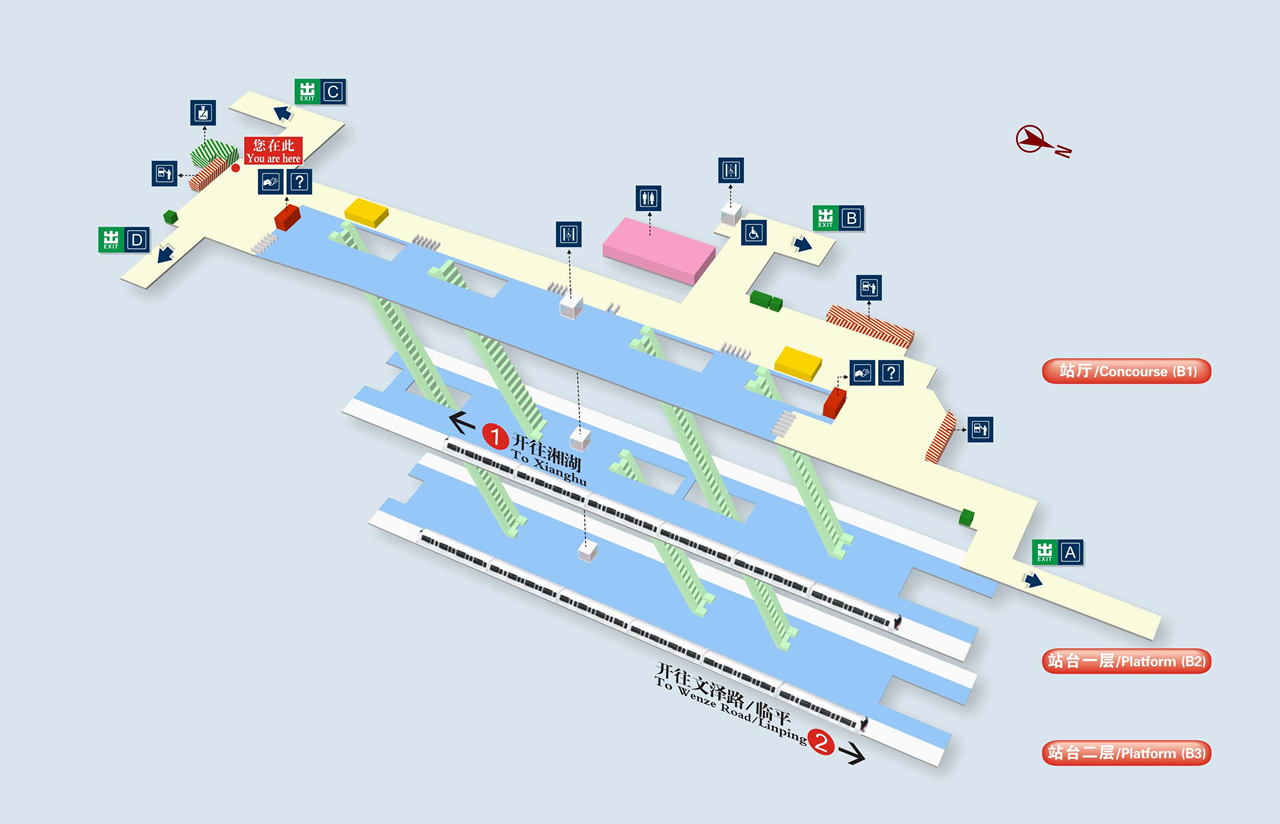 出 EXIT C
您在此
You are here
?
出 EXIT D
出 EXIT B
N
站厅/Concourse (B1)
?
1 开往湘湖
To Xianghu
出 EXIT A
站台一层/Platform (B2)
开往文泽路/临平
To Wenze Road/Linping 2
站台二层/Platform (B3)